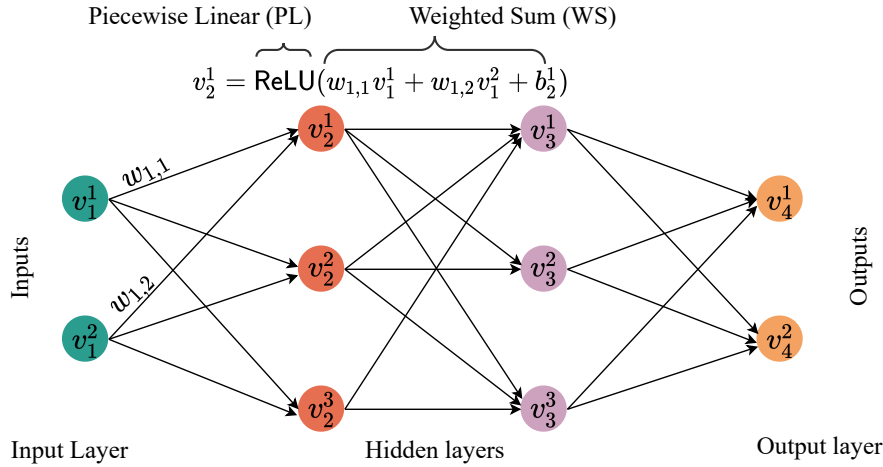 Piecewise Linear (PL) Weighted Sum (WS)
v_2^1 = ReLU(w_{1,1}v_1^1 + w_{1,2}v_1^2 + b_2^1)
v_2^1 v_3^1
w_{1,1}
v_1^1 v_4^1
Inputs
v_2^2 v_3^2
Outputs
w_{1,2}
v_1^2 v_4^2
v_2^3 v_3^3
Input Layer Hidden layers Output layer